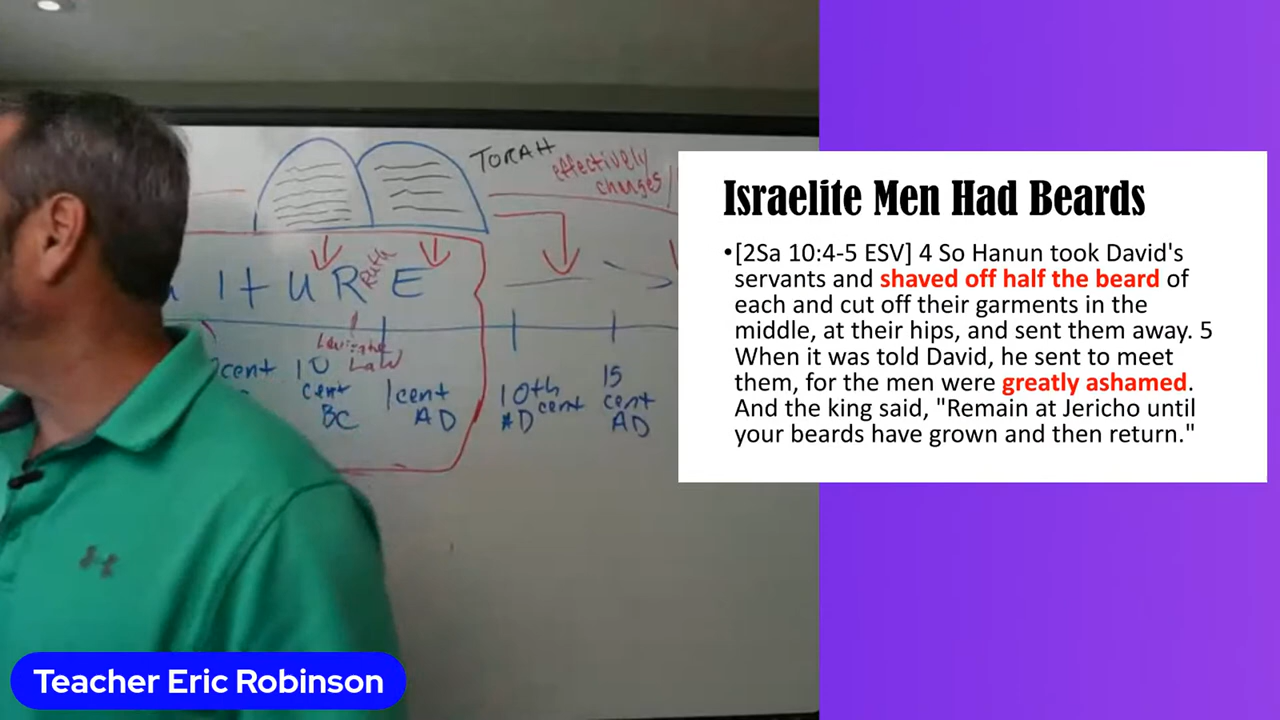 TORAH
effectively
changes/
ultURE
Ruth
Levirate
Law
cent
10
cent
BC
1 cent
AD
10th
cent
AD
15
cent
AD
Israelite Men Had Beards
•[2Sa 10:4-5 ESV] 4 So Hanun took David's
servants and shaved off half the beard of
each and cut off their garments in the
middle, at their hips, and sent them away. 5
When it was told David, he sent to meet
them, for the men were greatly ashamed.
And the king said, "Remain at Jericho until
your beards have grown and then return."
Teacher Eric Robinson